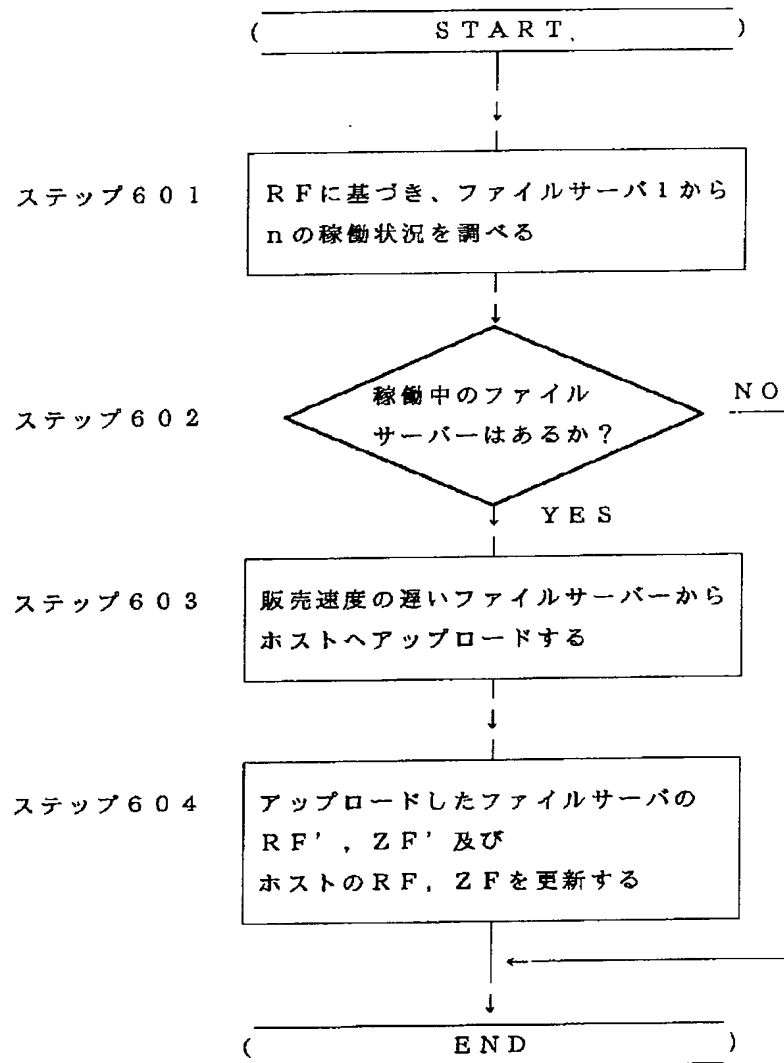 ( START )
ステップ601
RFに基づき、ファイルサーバ1から
nの稼働状況を調べる
ステップ602
稼働中のファイル
サーバーはあるか?
NO
YES
ステップ603
販売速度の遅いファイルサーバーから
ホストへアップロードする
ステップ604
アップロードしたファイルサーバの
RF',ZF'及び
ホストのRF,ZFを更新する
( END )